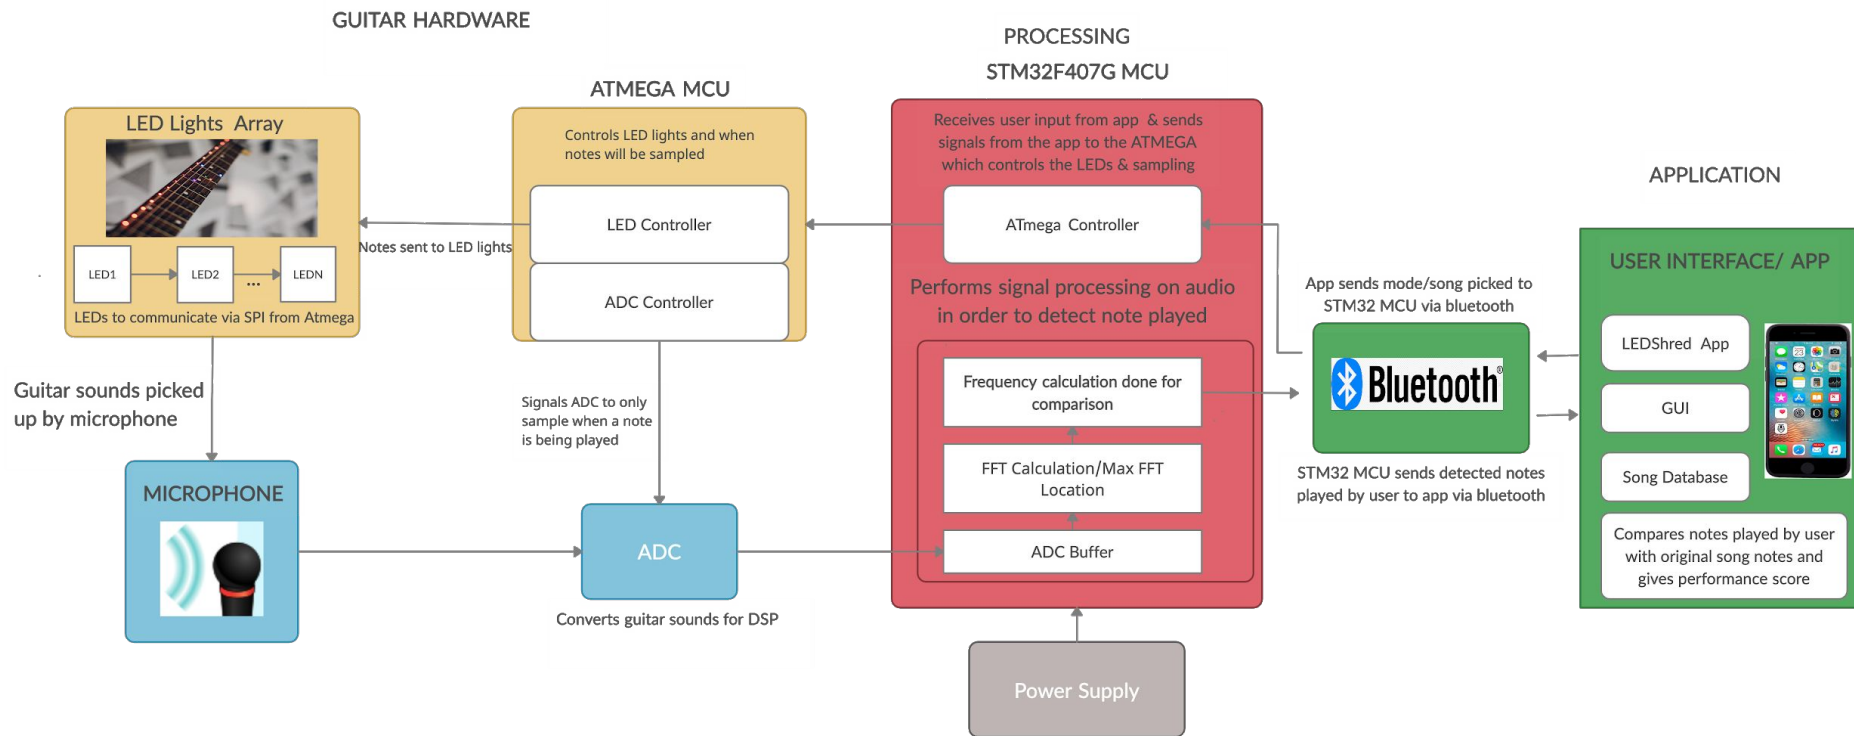 GUITAR HARDWARE
PROCESSING
STM32F407G MCU
ATMEGA MCU
LED Lights Array
LED1
LED2
...
LEDN
LEDs to communicate via SPI from Atmega
Controls LED lights and when
notes will be sampled
LED Controller
ADC Controller
Notes sent to LED lights
Receives user input from app & sends
signals from the app to the ATMEGA
which controls the LEDs & sampling
ATmega Controller
Performs signal processing on audio
in order to detect note played
Frequency calculation done for
comparison
FFT Calculation/Max FFT
Location
ADC Buffer
APPLICATION
USER INTERFACE/ APP
LEDShred App
GUI
Song Database
Compares notes played by user
with original song notes and
gives performance score
App sends mode/song picked to
STM32 MCU via bluetooth
Bluetooth®
STM32 MCU sends detected notes
played by user to app via bluetooth
Guitar sounds picked
up by microphone
MICROPHONE
Signals ADC to only
sample when a note
is being played
ADC
Converts guitar sounds for DSP
Power Supply